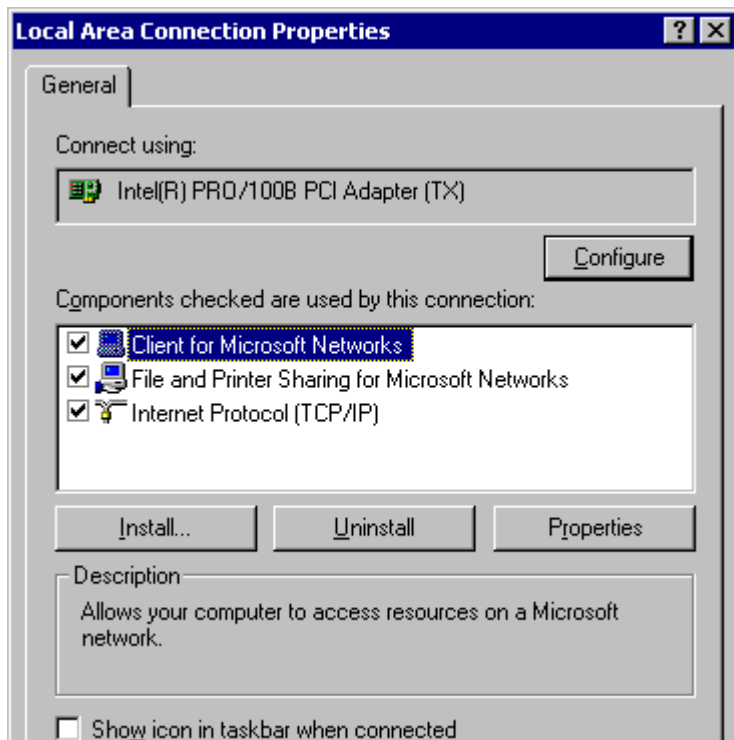 Local Area Connection Properties
General
Connect using:
Intel(R) PRO/100B PCI Adapter (TX)
Configure
Components checked are used by this connection:
Client for Microsoft Networks
File and Printer Sharing for Microsoft Networks
Internet Protocol (TCP/IP)
Install... Uninstall Properties
Description
Allows your computer to access resources on a Microsoft
network.
Show icon in taskbar when connected